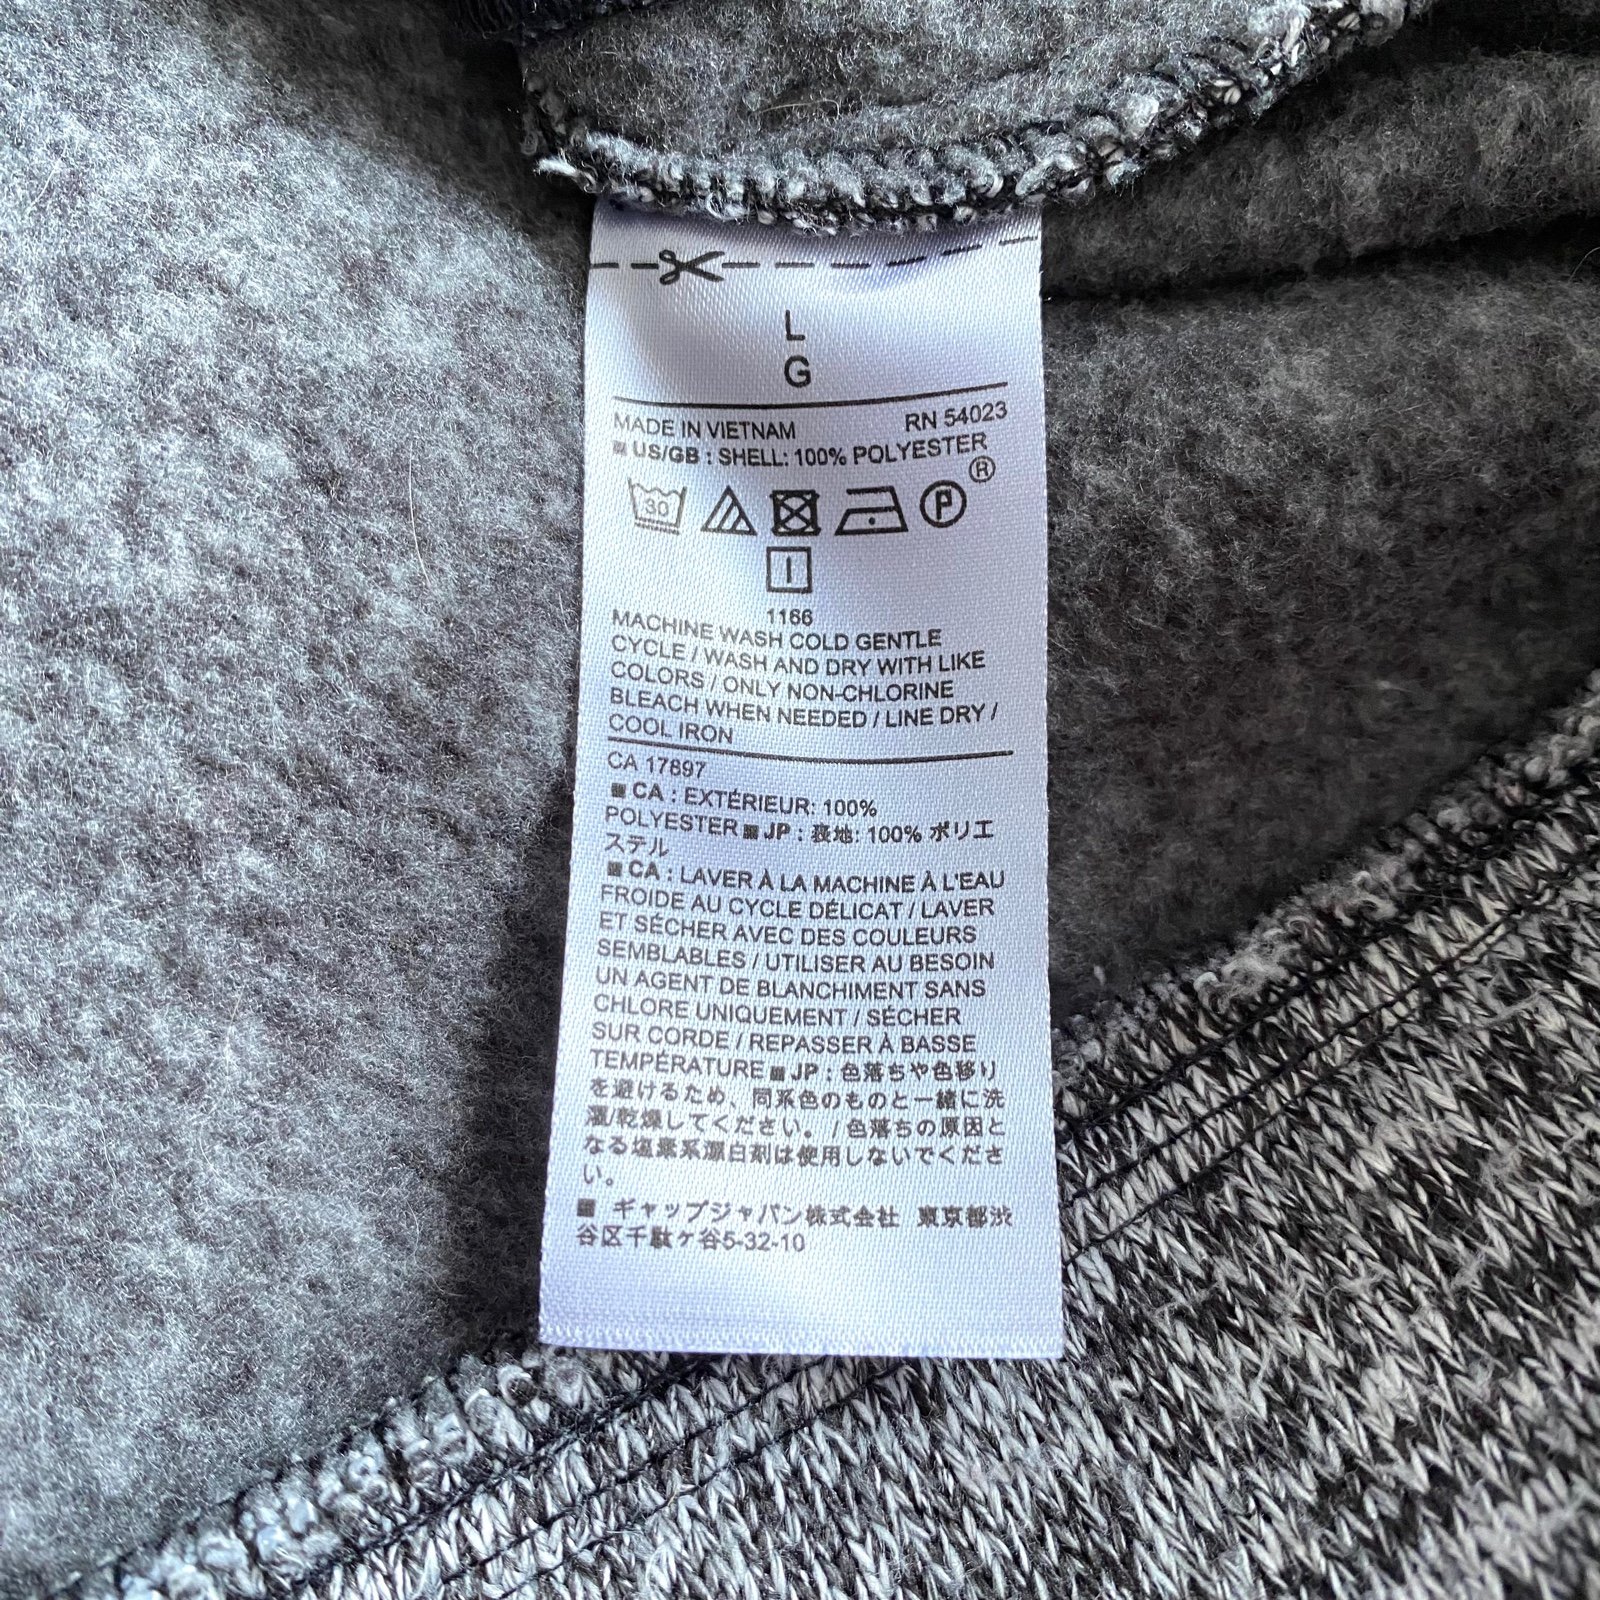 L
G
MADE IN VIETNAM RN 54023
■ US/GB : SHELL: 100% POLYESTER
®
30 P
1166
MACHINE WASH COLD GENTLE
CYCLE / WASH AND DRY WITH LIKE
COLORS / ONLY NON-CHLORINE
BLEACH WHEN NEEDED / LINE DRY /
COOL IRON
CA 17897
■ CA : EXTÉRIEUR: 100%
POLYESTER ■ JP : 表地: 100% ポリエ
ステル
■ CA : LAVER À LA MACHINE À L'EAU
FROIDE AU CYCLE DÉLICAT / LAVER
ET SÉCHER AVEC DES COULEURS
SEMBLABLES / UTILISER AU BESOIN
UN AGENT DE BLANCHIMENT SANS
CHLORE UNIQUEMENT / SÉCHER
SUR CORDE / REPASSER À BASSE
TEMPÉRATURE ■ JP : 色落ちや色移り
を避けるため、同系色のものと一緒に洗
濯/乾燥してください。/ 色落ちの原因と
なる塩素系漂白剤は使用しないでくださ
い。
■ ギャップジャパン株式会社 東京都渋
谷区千駄ケ谷5-32-10